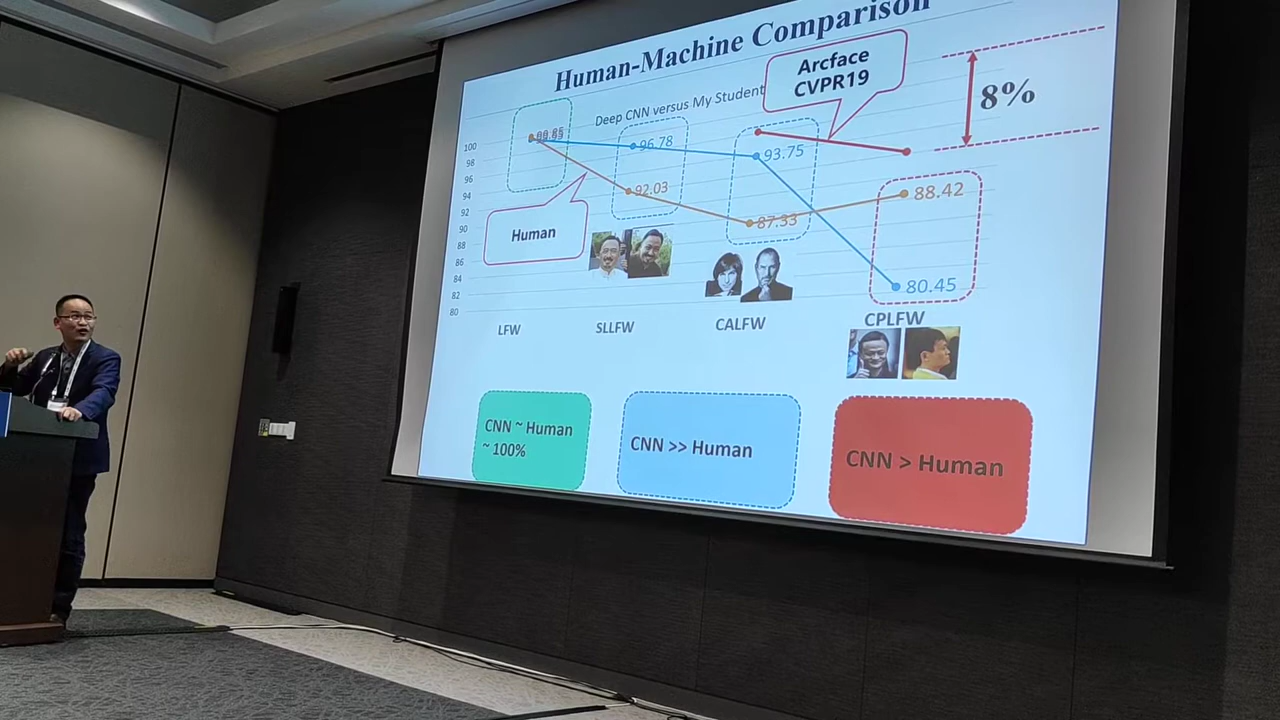 Human-Machine Comparison
Deep CNN versus My Student
Arcface
CVPR19
8%
100
98
96
94
92
90
88
86
84
82
80
96.78
93.75
92.03
87.33
88.42
80.45
Human
LFW
SLLFW
CALFW
CPLFW
CNN ~ Human
~ 100%
CNN >> Human
CNN > Human